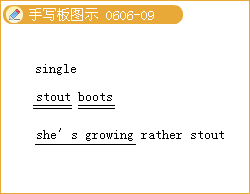 手写板图示 0606-09
single
stout boots
she's growing rather stout